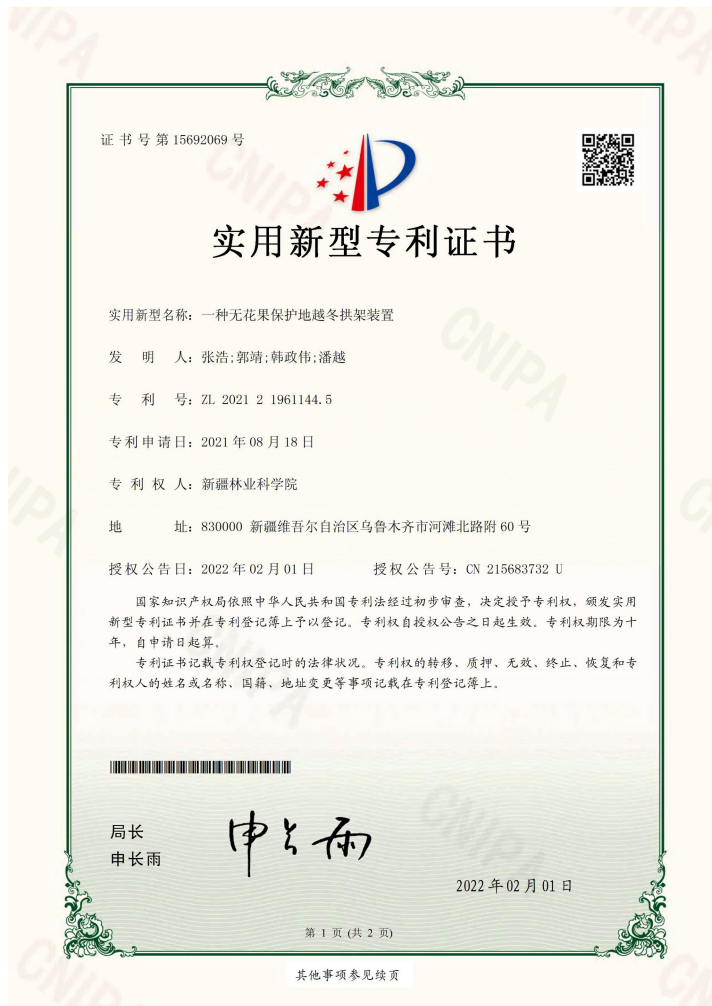 证书号第15692069号
实用新型专利证书
实用新型名称：一种无花果保护地越冬拱架装置
发明人：张浩;郭靖;韩政伟;潘越
专利号：ZL 2021 2 1961144.5
专利申请日：2021年08月18日
专利权人：新疆林业科学院
地址：830000 新疆维吾尔自治区乌鲁木齐市河滩北路附60号
授权公告日：2022年02月01日 授权公告号：CN 215683732 U
国家知识产权局依照中华人民共和国专利法经过初步审查，决定授予专利权，颁发实用
新型专利证书并在专利登记簿上予以登记。专利权自授权公告之日起生效。专利权期限为十
年，自申请日起算。
专利证书记载专利权登记时的法律状况。专利权的转移、质押、无效、终止、恢复和专
利权人的姓名或名称、国籍、地址变更等事项记载在专利登记簿上。
局长
申长雨
申长雨
2022年02月01日
第 1 页 (共 2 页)
其他事项参见续页
CNIPA
CNIPA
CNIPA
CNIPA